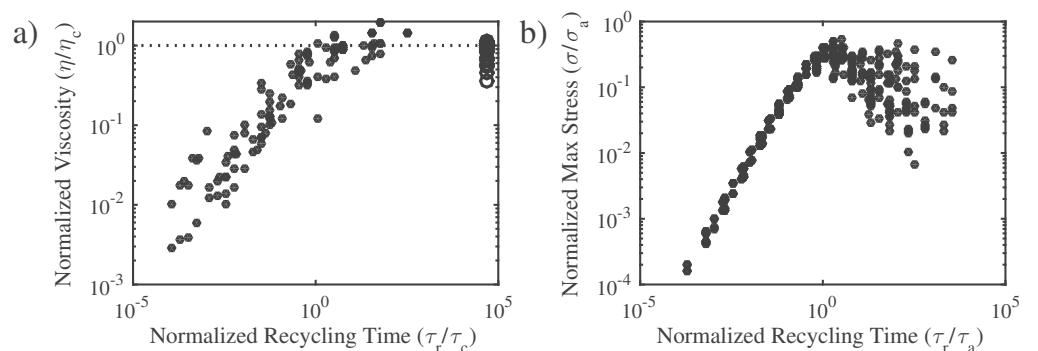 a)
Normalized Viscosity (η/η_c)
10^0
10^-1
10^-2
10^-3
10^-5
10^0
10^5
Normalized Recycling Time (τ_r/τ_c)
b)
Normalized Max Stress (σ/σ_a)
10^0
10^-1
10^-2
10^-3
10^-4
10^-5
10^0
10^5
Normalized Recycling Time (τ_r/τ_a)